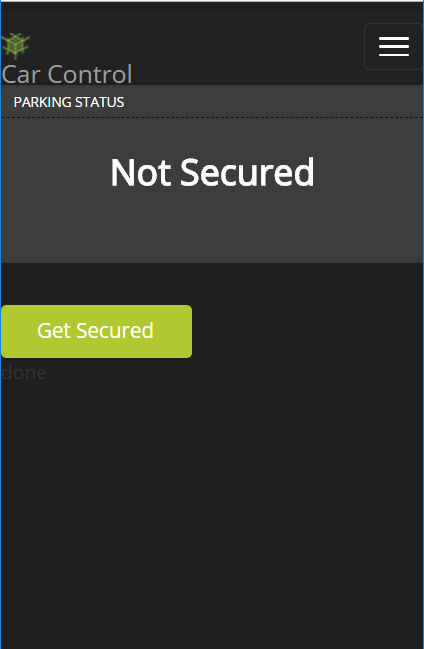 Car Control
PARKING STATUS
Not Secured
Get Secured
done